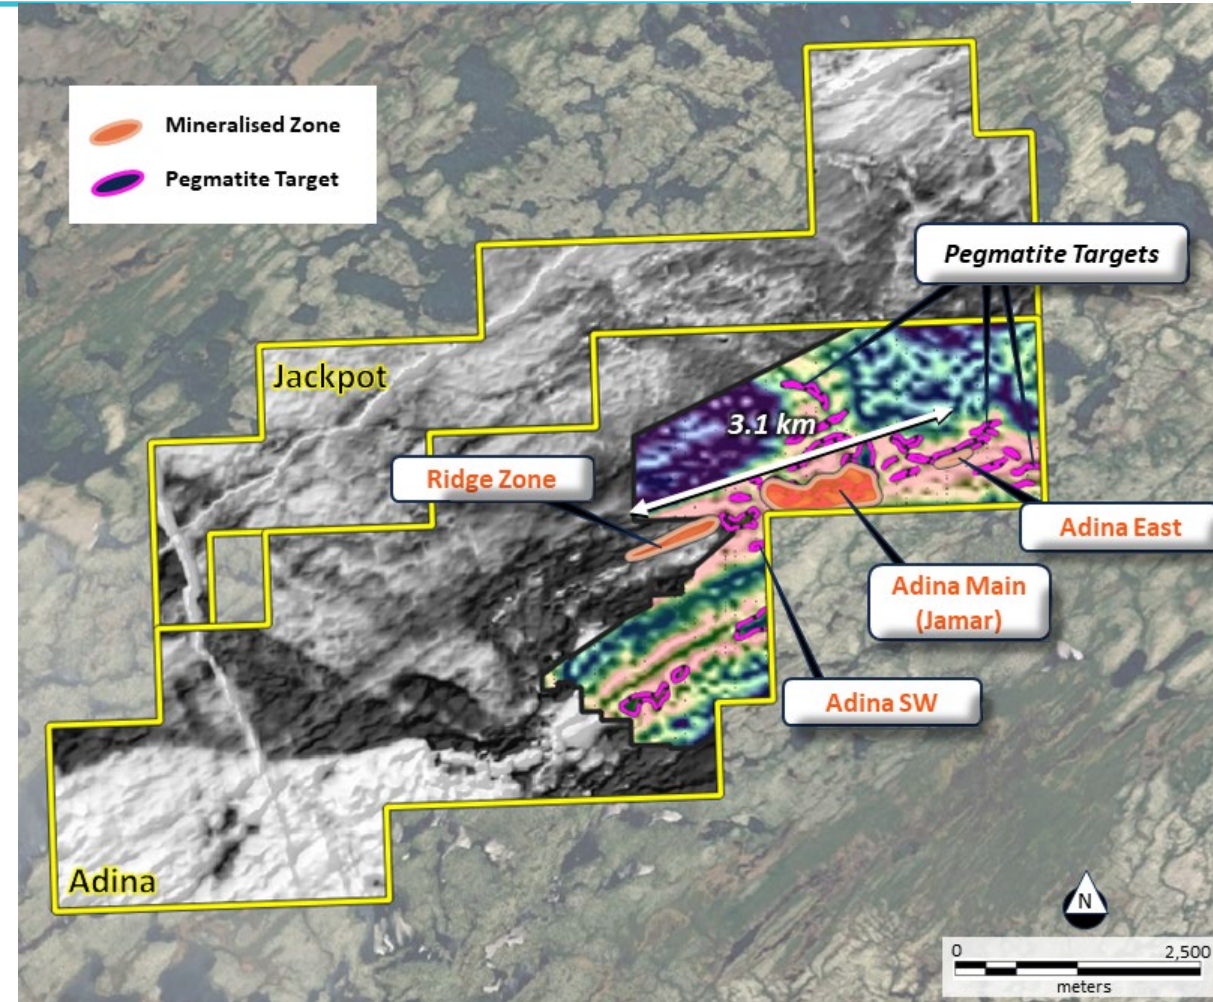 Mineralised Zone
Pegmatite Target
Pegmatite Targets
Jackpot
3.1 km
Ridge Zone
Adina East
Adina Main
(Jamar)
Adina SW
Adina
N
0 2,500
meters